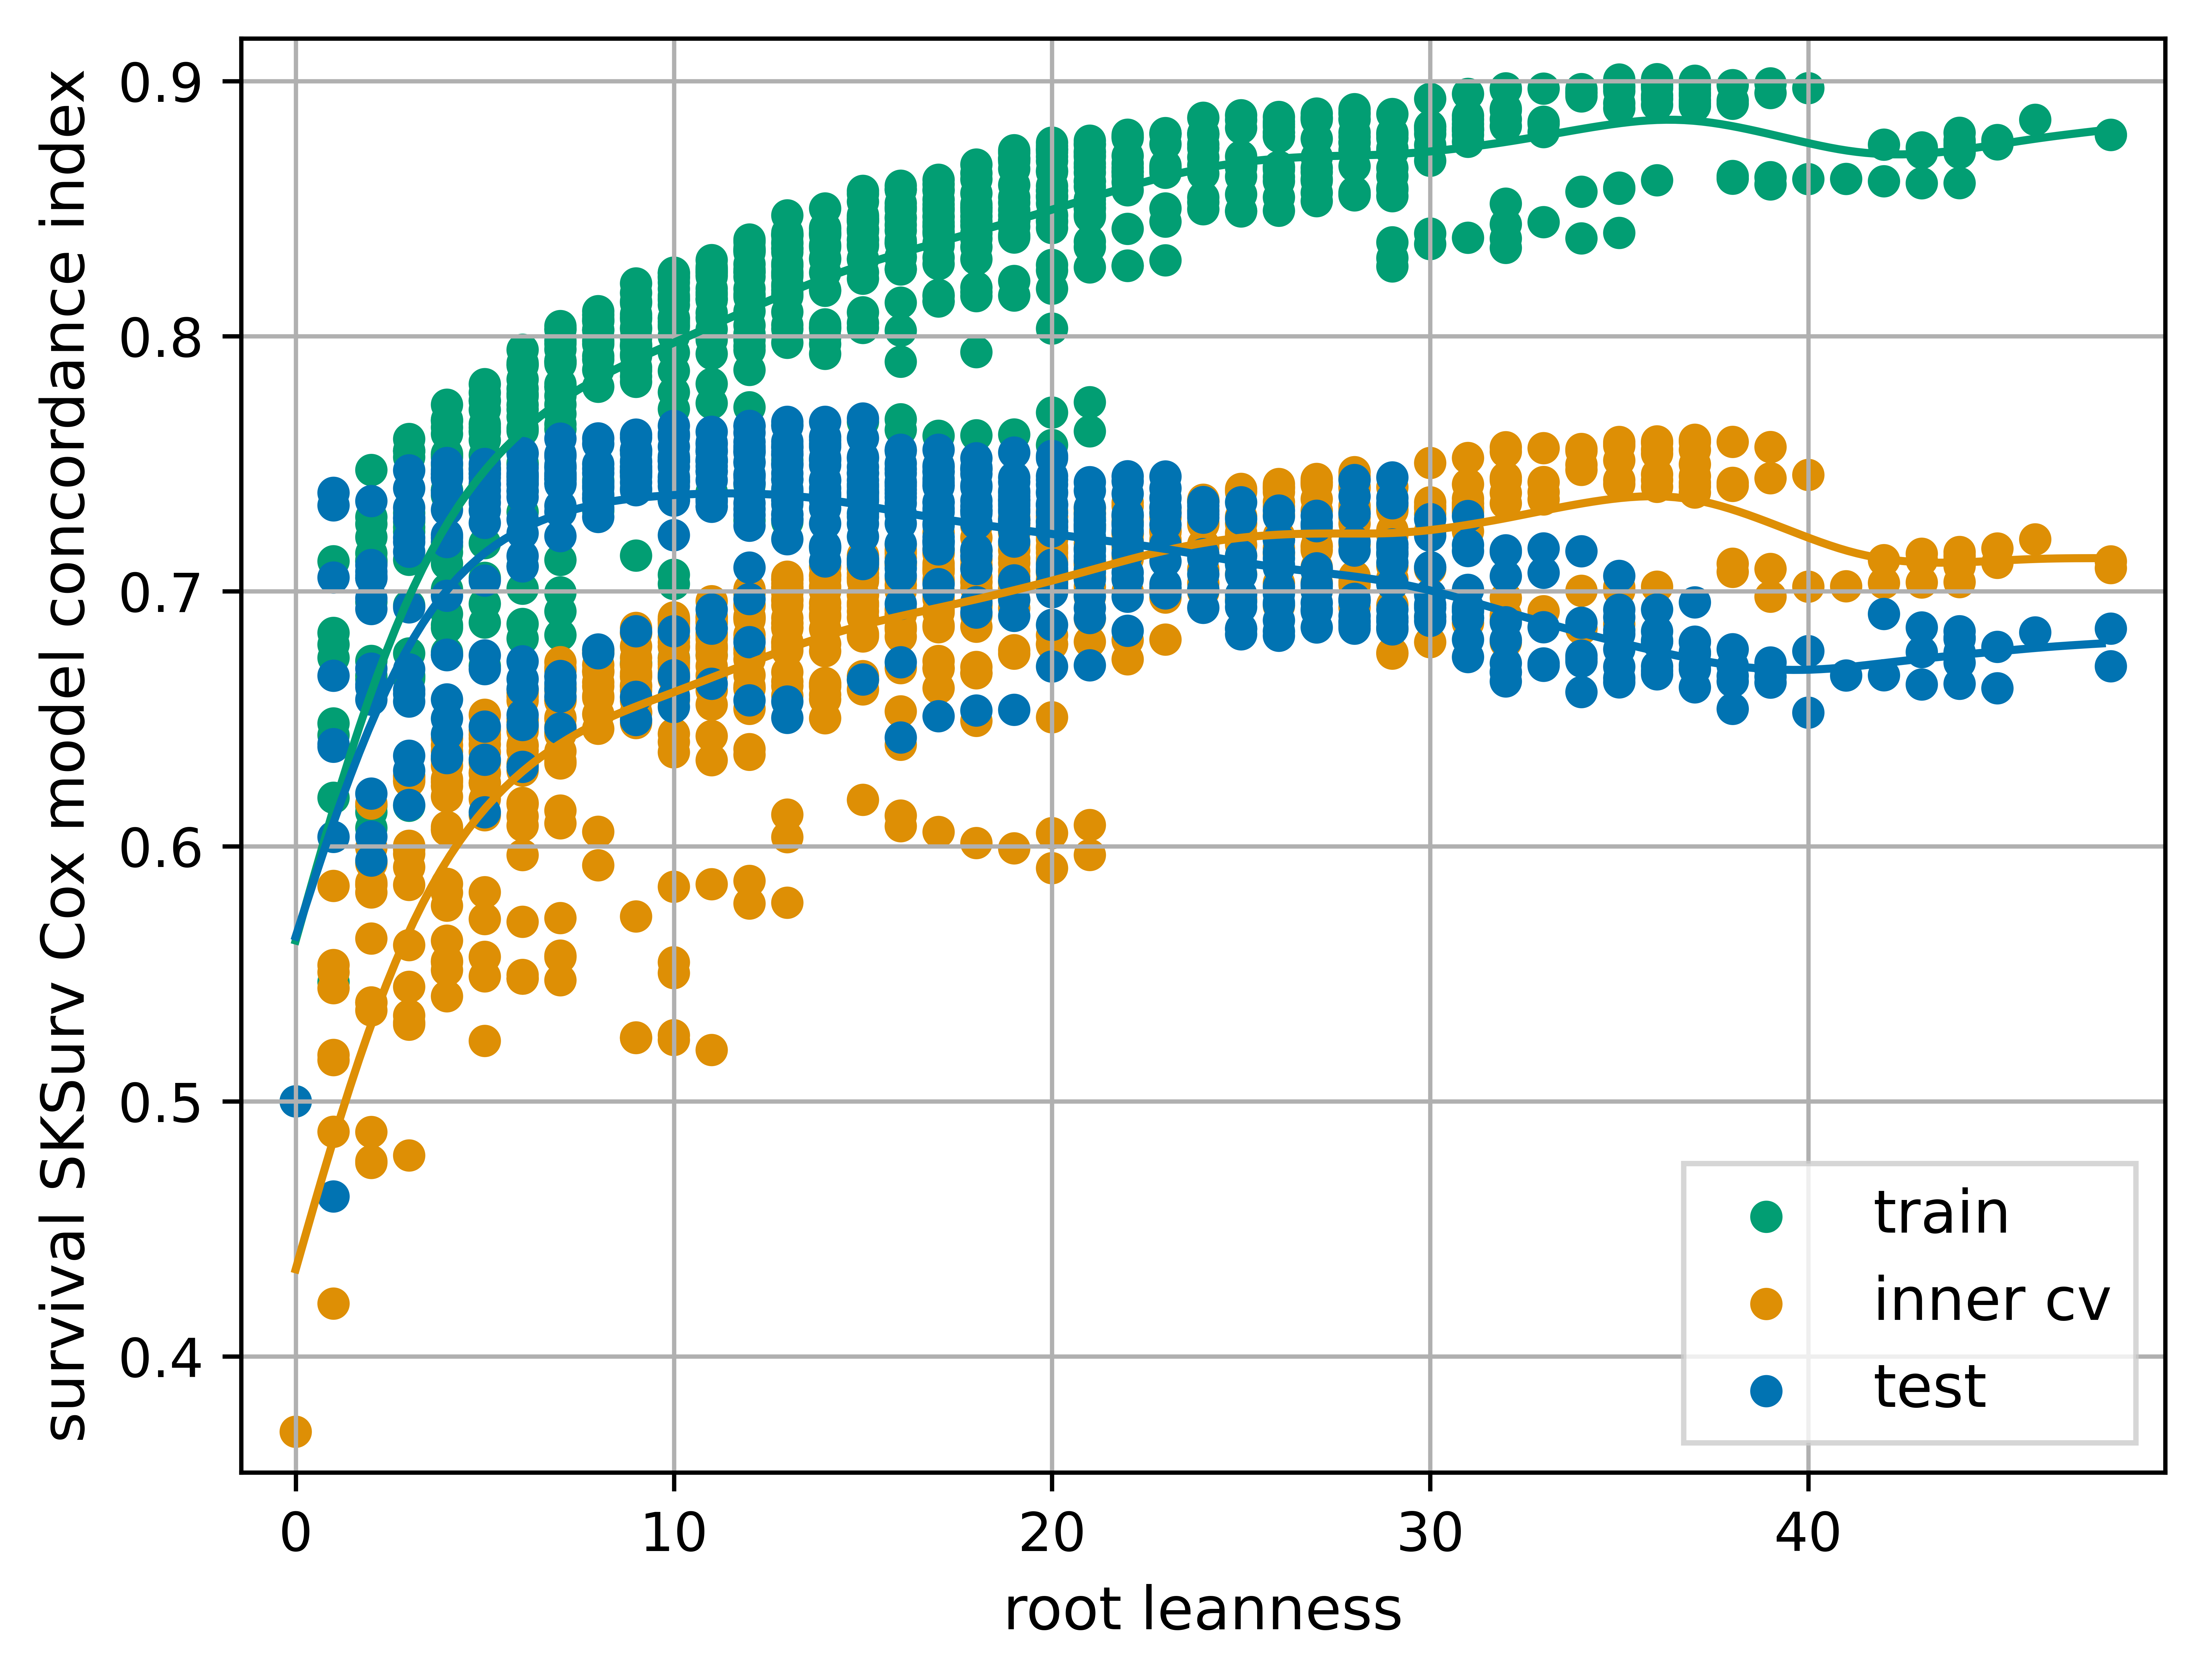 survival SKSurv Cox model concordance index
0.9
0.8
0.7
0.6
0.5
0.4
0 10 20 30 40
root leanness
train
inner cv
test